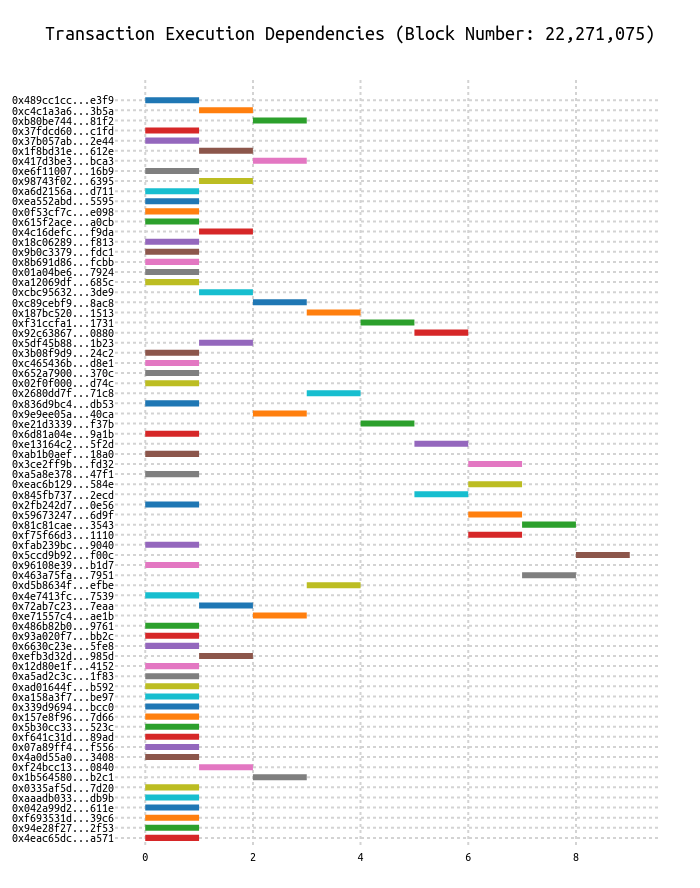 Transaction Execution Dependencies (Block Number: 22,271,075)
0x489cc1cc...e3f9
0xc4c1a3a6...3b5a
0xb80be744...81f2
0x37fdcd60...c1fd
0x37b057ab...2e44
0x1f8bd31e...612e
0x417d3be3...bca3
0xe6f11007...16b9
0x98743f02...6395
0xa6d2156a...d711
0xea552abd...5595
0x0f53cf7c...e098
0x615f2ace...a0cb
0x4c16defc...f9da
0x18c06289...f813
0x9b0c3379...fdc1
0x8b691d86...fcbb
0x01a04be6...7924
0xa12069df...685c
0xcbc95632...3de9
0xc89cebf9...8ac8
0x187bc520...1513
0xf31ccfa1...1731
0x92c63867...0880
0x5df45b88...1b23
0x3b08f9d9...24c2
0xc465436b...d8e1
0x652a7900...370c
0x02f0f000...d74c
0x2680dd7f...71c8
0x836d9bc4...db53
0x9e9ee05a...40ca
0xe21d3339...f37b
0x6d81a04e...9a1b
0xe13164c2...5f2d
0xab1b0aef...18a0
0x3ce2ff9b...fd32
0xa5a8e378...47f1
0xeac6b129...584e
0x845fb737...2ecd
0x2fb242d7...0e56
0x59673247...6d9f
0x81c81cae...3543
0xf75f66d3...1110
0xfab239bc...9040
0x5ccd9b92...f00c
0x96108e39...b1d7
0x463a75fa...7951
0xd5b8634f...efbe
0x4e7413fc...7539
0x72ab7c23...7eaa
0xe71557c4...ae1b
0x486b82b0...9761
0x93a020f7...bb2c
0x6630c23e...5fe8
0xefb3d32d...985d
0x12d80e1f...4152
0xa5ad2c3c...1f83
0xad01644f...b592
0xa158a3f7...be97
0x339d9694...bcc0
0x157e8f96...7d66
0x5b30cc33...523c
0xf641c31d...89ad
0x07a89ff4...f556
0x4a0d55a0...3408
0xf24bcc13...0840
0x1b564580...b2c1
0x0335af5d...7d20
0xaaadb033...db9b
0x042a99d2...611e
0xf693531d...39c6
0x94e28f27...2f53
0x4eac65dc...a571
0 2 4 6 8